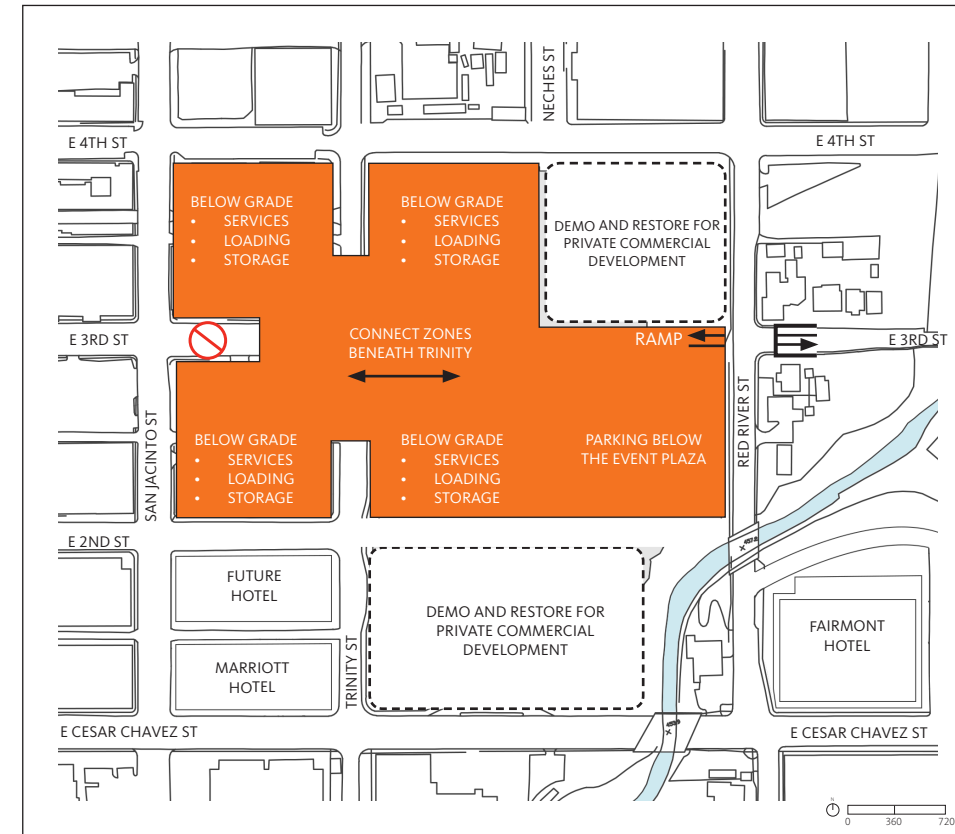 NECHES ST
E 4TH ST
E 4TH ST
BELOW GRADE
• SERVICES
• LOADING
• STORAGE
BELOW GRADE
• SERVICES
• LOADING
• STORAGE
DEMO AND RESTORE FOR
PRIVATE COMMERCIAL
DEVELOPMENT
E 3RD ST
CONNECT ZONES
BENEATH TRINITY
RAMP
E 3RD ST
SAN JACINTO ST
RED RIVER ST
BELOW GRADE
• SERVICES
• LOADING
• STORAGE
BELOW GRADE
• SERVICES
• LOADING
• STORAGE
PARKING BELOW
THE EVENT PLAZA
E 2ND ST
FUTURE
HOTEL
MARRIOTT
HOTEL
TRINITY ST
DEMO AND RESTORE FOR
PRIVATE COMMERCIAL
DEVELOPMENT
FAIRMONT
HOTEL
E CESAR CHAVEZ ST
E CESAR CHAVEZ ST
N
0 360 720